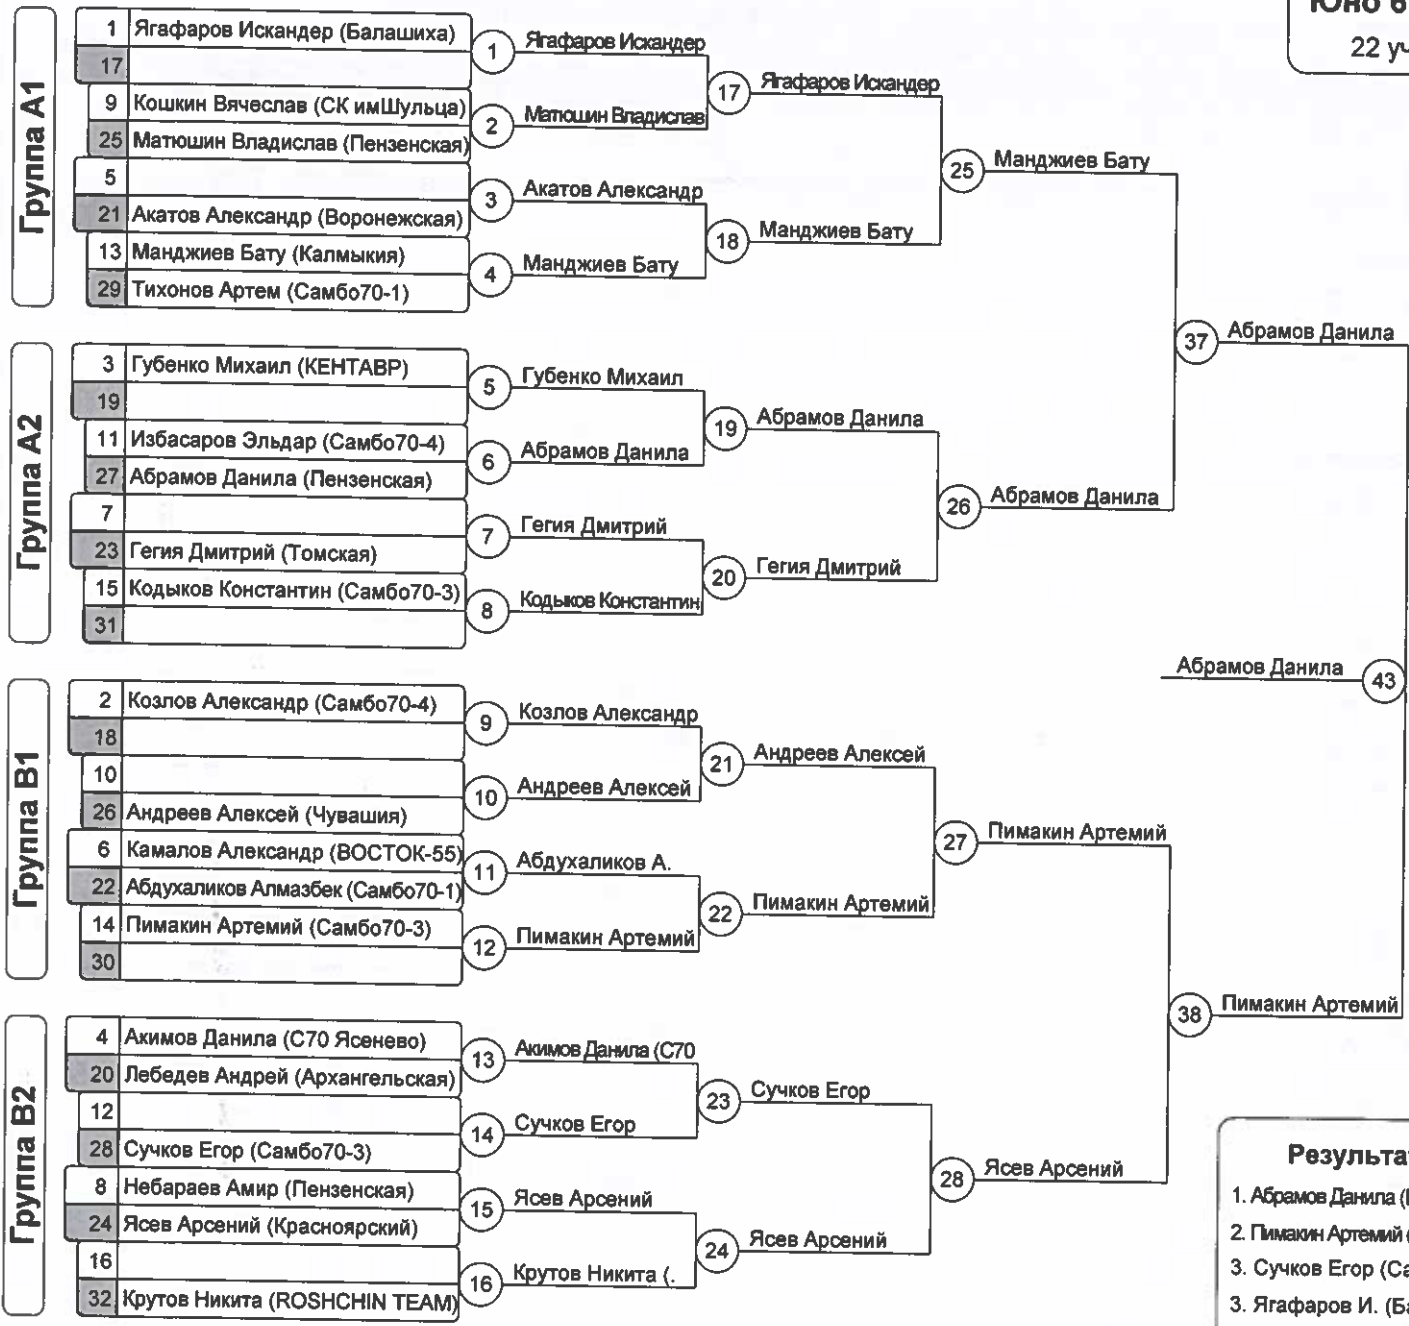 Юно 6
22 уч
Группа А1
1 Ягафаров Искандер (Балашиха)
17
9 Кошкин Вячеслав (СК имШульца)
25 Матюшин Владислав (Пензенская)
5
21 Акатов Александр (Воронежская)
13 Манджиев Бату (Калмыкия)
29 Тихонов Артем (Самбо70-1)
1 Ягафаров Искандер
2 Матюшин Владислав
3 Акатов Александр
4 Манджиев Бату
17 Ягафаров Искандер
18 Манджиев Бату
25 Манджиев Бату
Группа А2
3 Губенко Михаил (КЕНТАВР)
19
11 Избасаров Эльдар (Самбо70-4)
27 Абрамов Данила (Пензенская)
7
23 Гегия Дмитрий (Томская)
15 Кодыков Константин (Самбо70-3)
31
5 Губенко Михаил
6 Абрамов Данила
7 Гегия Дмитрий
8 Кодыков Константин
19 Абрамов Данила
20 Гегия Дмитрий
26 Абрамов Данила
37 Абрамов Данила
Абрамов Данила 43
Группа В1
2 Козлов Александр (Самбо70-4)
18
10
26 Андреев Алексей (Чувашия)
6 Камалов Александр (ВОСТОК-55)
22 Абдухаликов Алмазбек (Самбо70-1)
14 Пимакин Артемий (Самбо70-3)
30
9 Козлов Александр
10 Андреев Алексей
11 Абдухаликов А.
12 Пимакин Артемий
21 Андреев Алексей
22 Пимакин Артемий
27 Пимакин Артемий
Группа В2
4 Акимов Данила (С70 Ясенево)
20 Лебедев Андрей (Архангельская)
12
28 Сучков Егор (Самбо70-3)
8 Небараев Амир (Пензенская)
24 Ясев Арсений (Красноярский)
16
32 Крутов Никита (ROSHCHIN TEAM)
13 Акимов Данила (С70
14 Сучков Егор
15 Ясев Арсений
16 Крутов Никита (.
23 Сучков Егор
24 Ясев Арсений
28 Ясев Арсений
38 Пимакин Артемий
Результа
1. Абрамов Данила (
2. Пимакин Артемий (
3. Сучков Егор (Са
3. Ягафаров И. (Ба